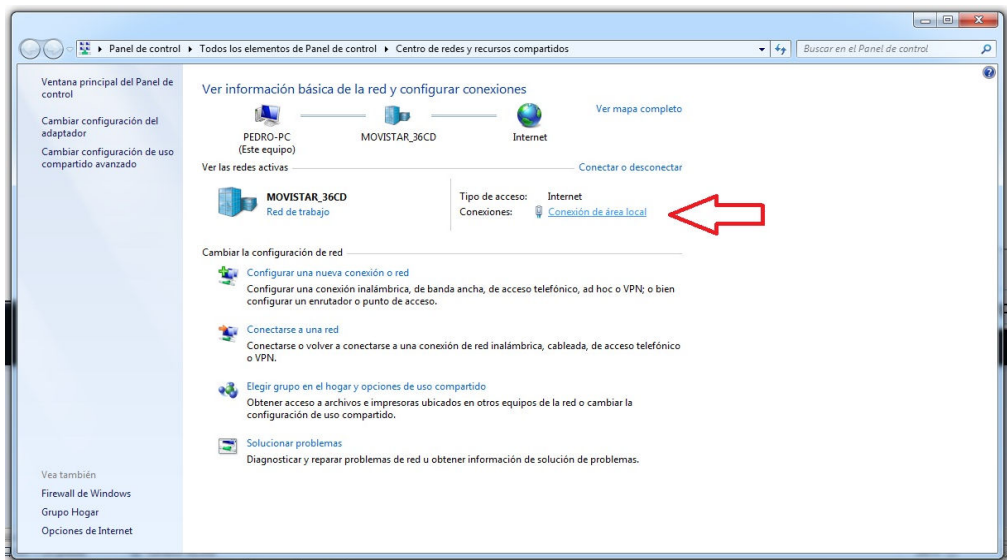 Panel de control ▸ Todos los elementos de Panel de control ▸ Centro de redes y recursos compartidos
Buscar en el Panel de control
Ventana principal del Panel de
control
Cambiar configuración del
adaptador
Cambiar configuración de uso
compartido avanzado
Vea también
Firewall de Windows
Grupo Hogar
Opciones de Internet
Ver información básica de la red y configurar conexiones
Ver mapa completo
PEDRO-PC
(Este equipo)
MOVISTAR_36CD
Internet
Ver las redes activas
Conectar o desconectar
MOVISTAR_36CD
Red de trabajo
Tipo de acceso: Internet
Conexiones: Conexión de área local
Cambiar la configuración de red
Configurar una nueva conexión o red
Configurar una conexión inalámbrica, de banda ancha, de acceso telefónico, ad hoc o VPN; o bien
configurar un enrutador o punto de acceso.
Conectarse a una red
Conectarse o volver a conectarse a una conexión de red inalámbrica, cableada, de acceso telefónico
o VPN.
Elegir grupo en el hogar y opciones de uso compartido
Obtener acceso a archivos e impresoras ubicados en otros equipos de la red o cambiar la
configuración de uso compartido.
Solucionar problemas
Diagnosticar y reparar problemas de red u obtener información de solución de problemas.